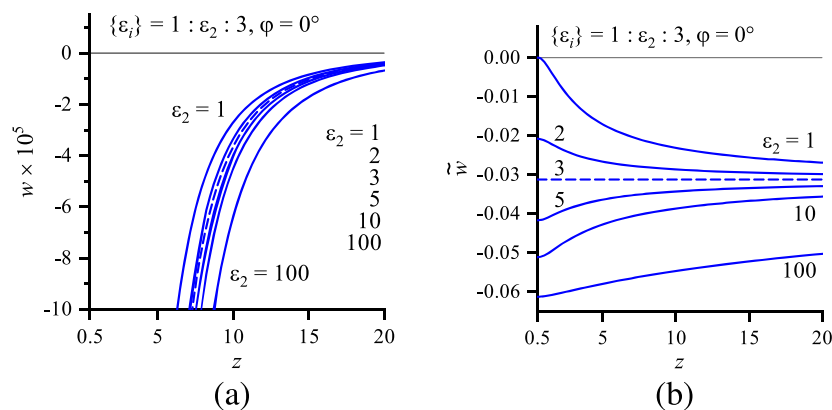 {ε₁} = 1 : ε₂ : 3, φ = 0°
0
-2
-4
-6
-8
-10
w × 10⁵
ε₂ = 1
ε₂ = 1
2
3
5
10
100
ε₂ = 100
0.5 5 10 15 20
z
(a)
{εᵢ} = 1 : ε₂ : 3, φ = 0°
0.00
-0.01
-0.02
-0.03
-0.04
-0.05
-0.06
w̃
2
3
5
ε₂ = 1
10
100
0.5 5 10 15 20
z
(b)